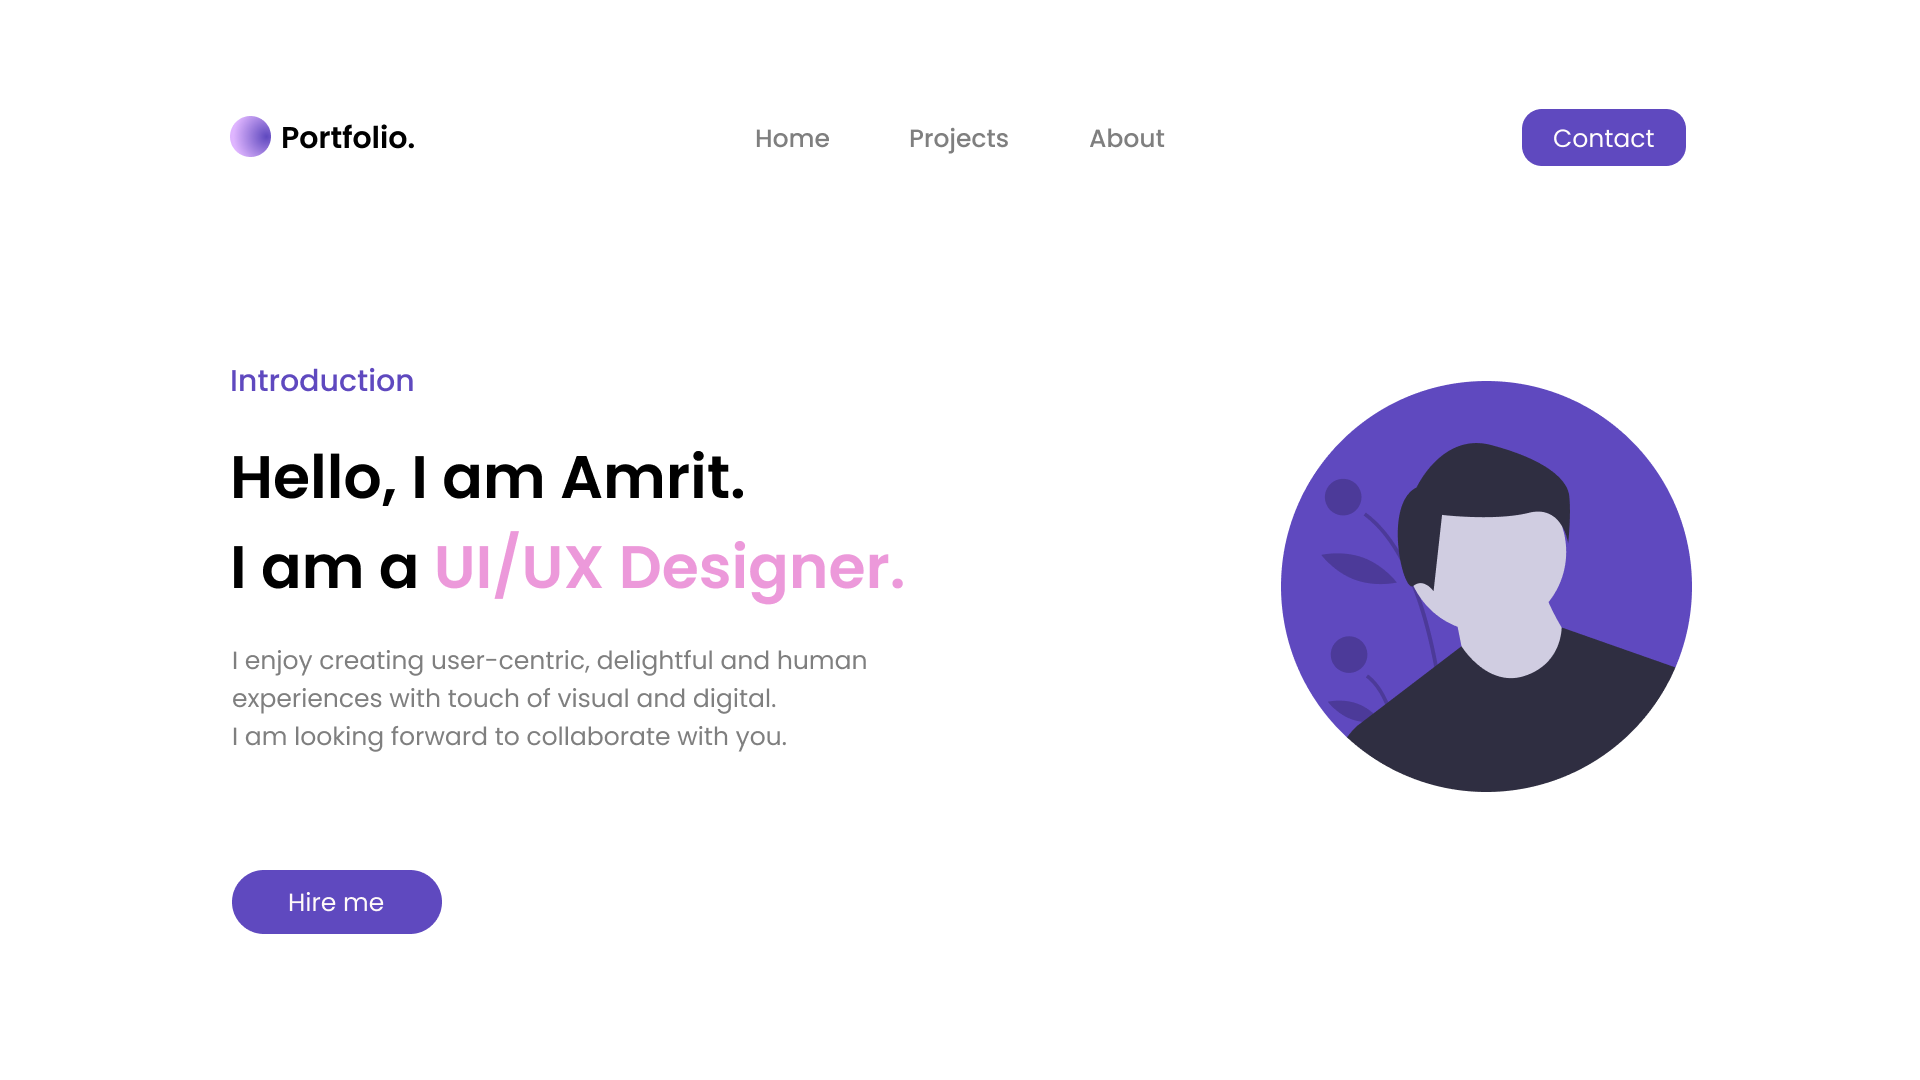 Portfolio.
Home
Projects
About
Contact
Introduction
Hello, I am Amrit.
I am a UI/UX Designer.
I enjoy creating user-centric, delightful and human
experiences with touch of visual and digital.
I am looking forward to collaborate with you.
Hire me